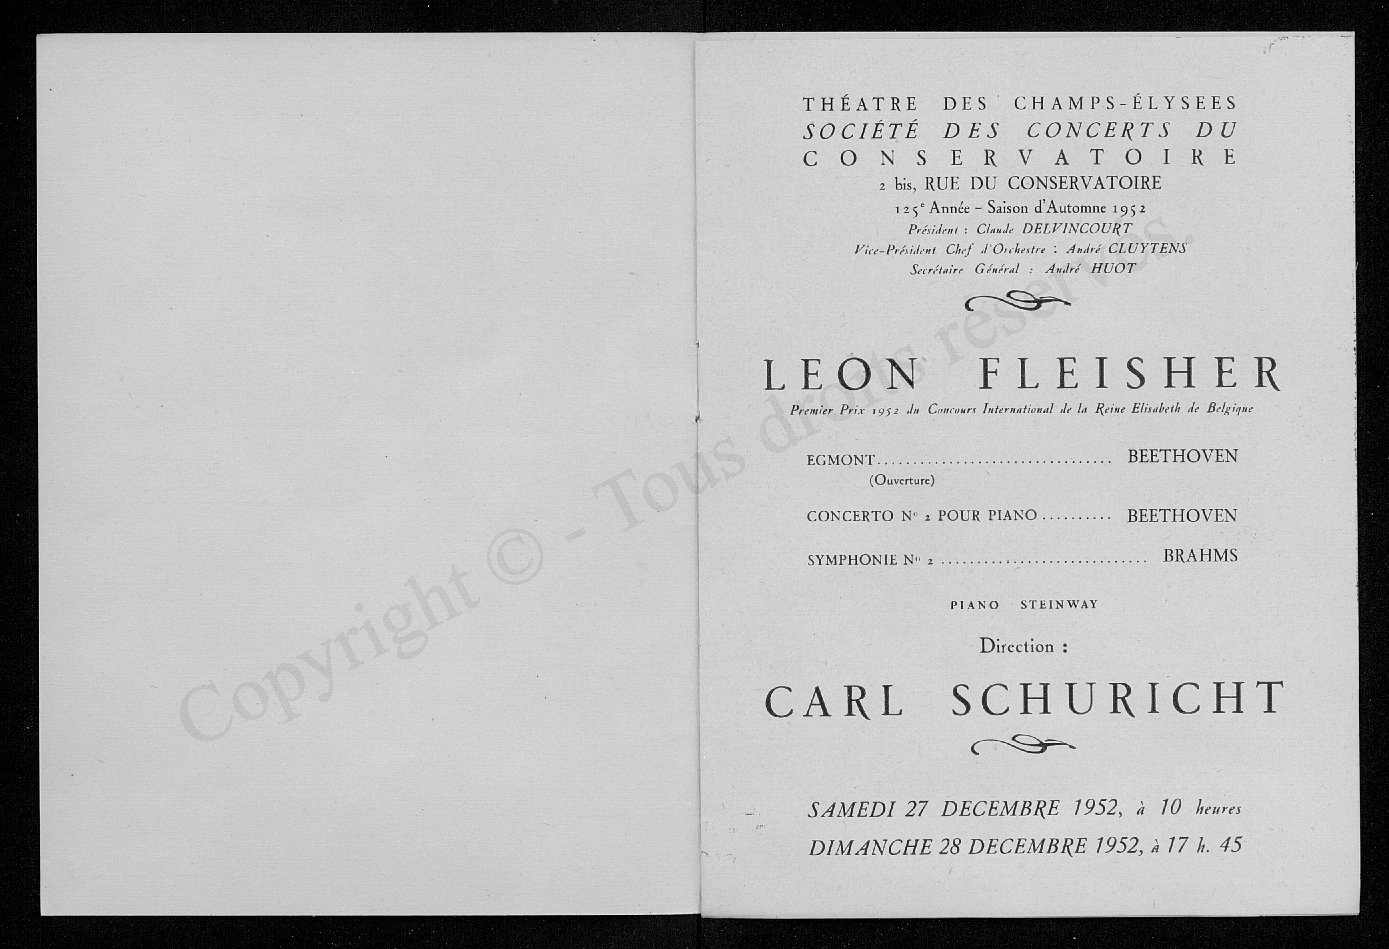 THÉATRE DES CHAMPS-ÉLYSEES
SOCIÉTÉ DES CONCERTS DU
CONSERVATOIRE
2 bis, RUE DU CONSERVATOIRE
125e Année - Saison d'Automne 1952
Président : Claude DELVINCOURT
Vice-Président Chef d'Orchestre : André CLUYTENS
Secrétaire Général : André HUOT
LEON FLEISHER
Premier Prix 1952 du Concours International de la Reine Elisabeth de Belgique
EGMONT................................. BEETHOVEN
(Ouverture)
CONCERTO No 2 POUR PIANO.......... BEETHOVEN
SYMPHONIE No 2 ............................. BRAHMS
PIANO STEINWAY
Direction :
CARL SCHURICHT
SAMEDI 27 DECEMBRE 1952, à 10 heures
DIMANCHE 28 DECEMBRE 1952, à 17 h. 45
Copyright © - Tous droits réservés.